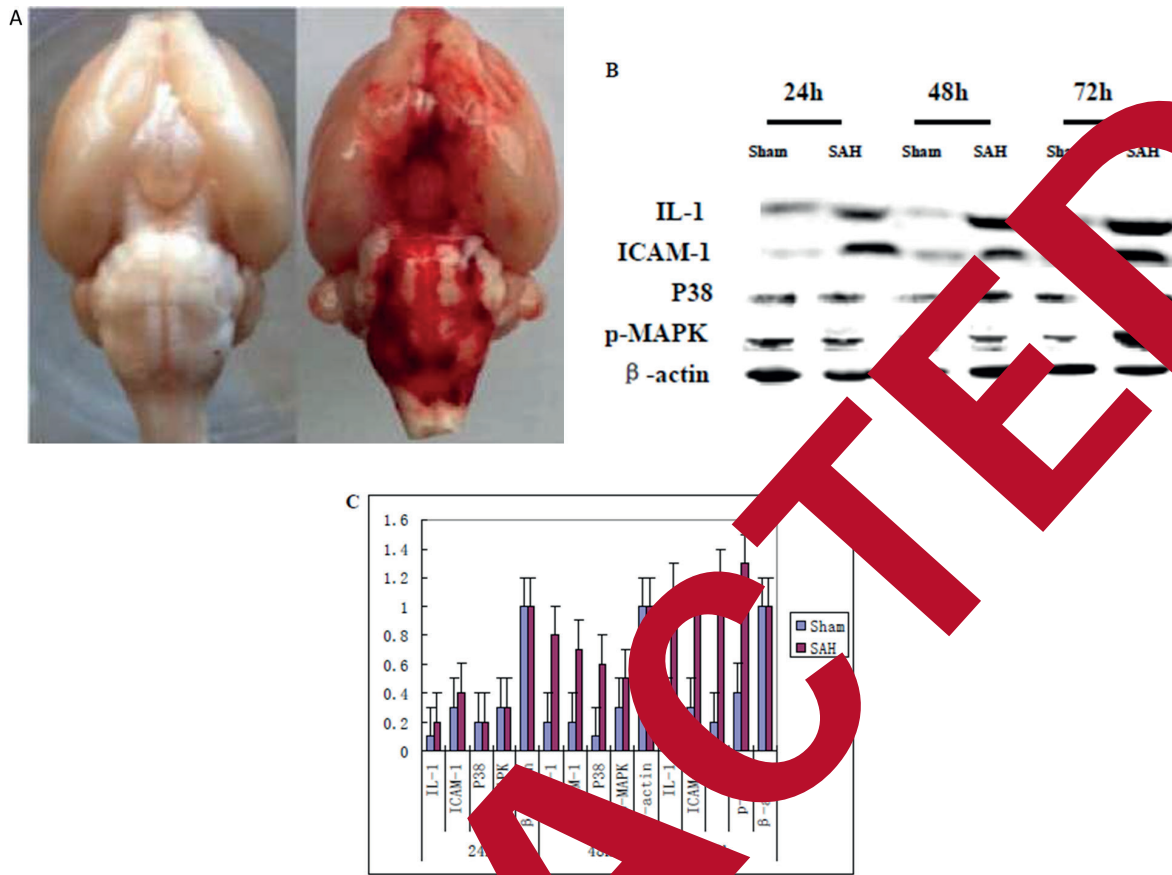 A
B
24h 48h 72h
Sham SAH Sham SAH SAH
IL-1
ICAM-1
P38
p-MAPK
β-actin
C
1.6
1.4
1.2
1
0.8
0.6
0.4
0.2
0
Sham
SAH
IL-1 ICAM-1 P38 P38 IL-1
ACTED